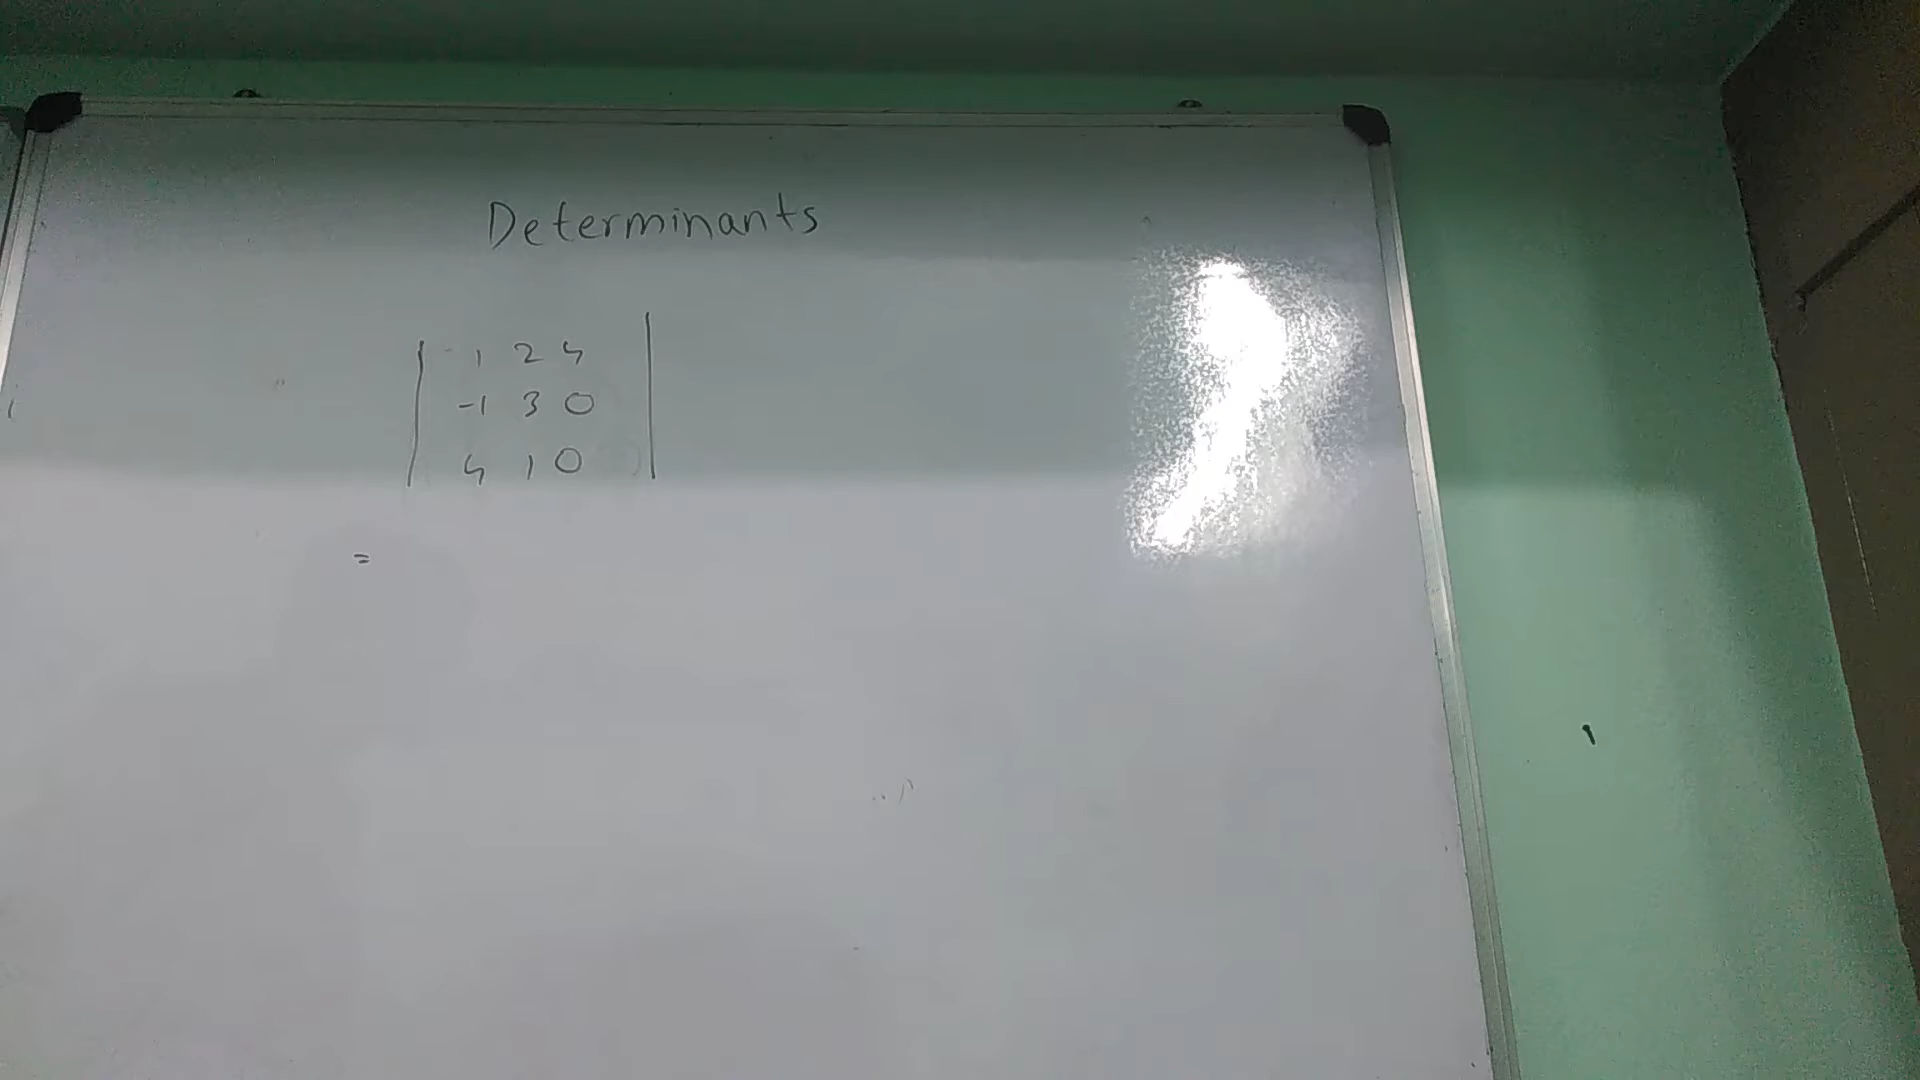 Determinants
| 1 2 4 |
| -1 3 0 |
| 4 1 0 |
=